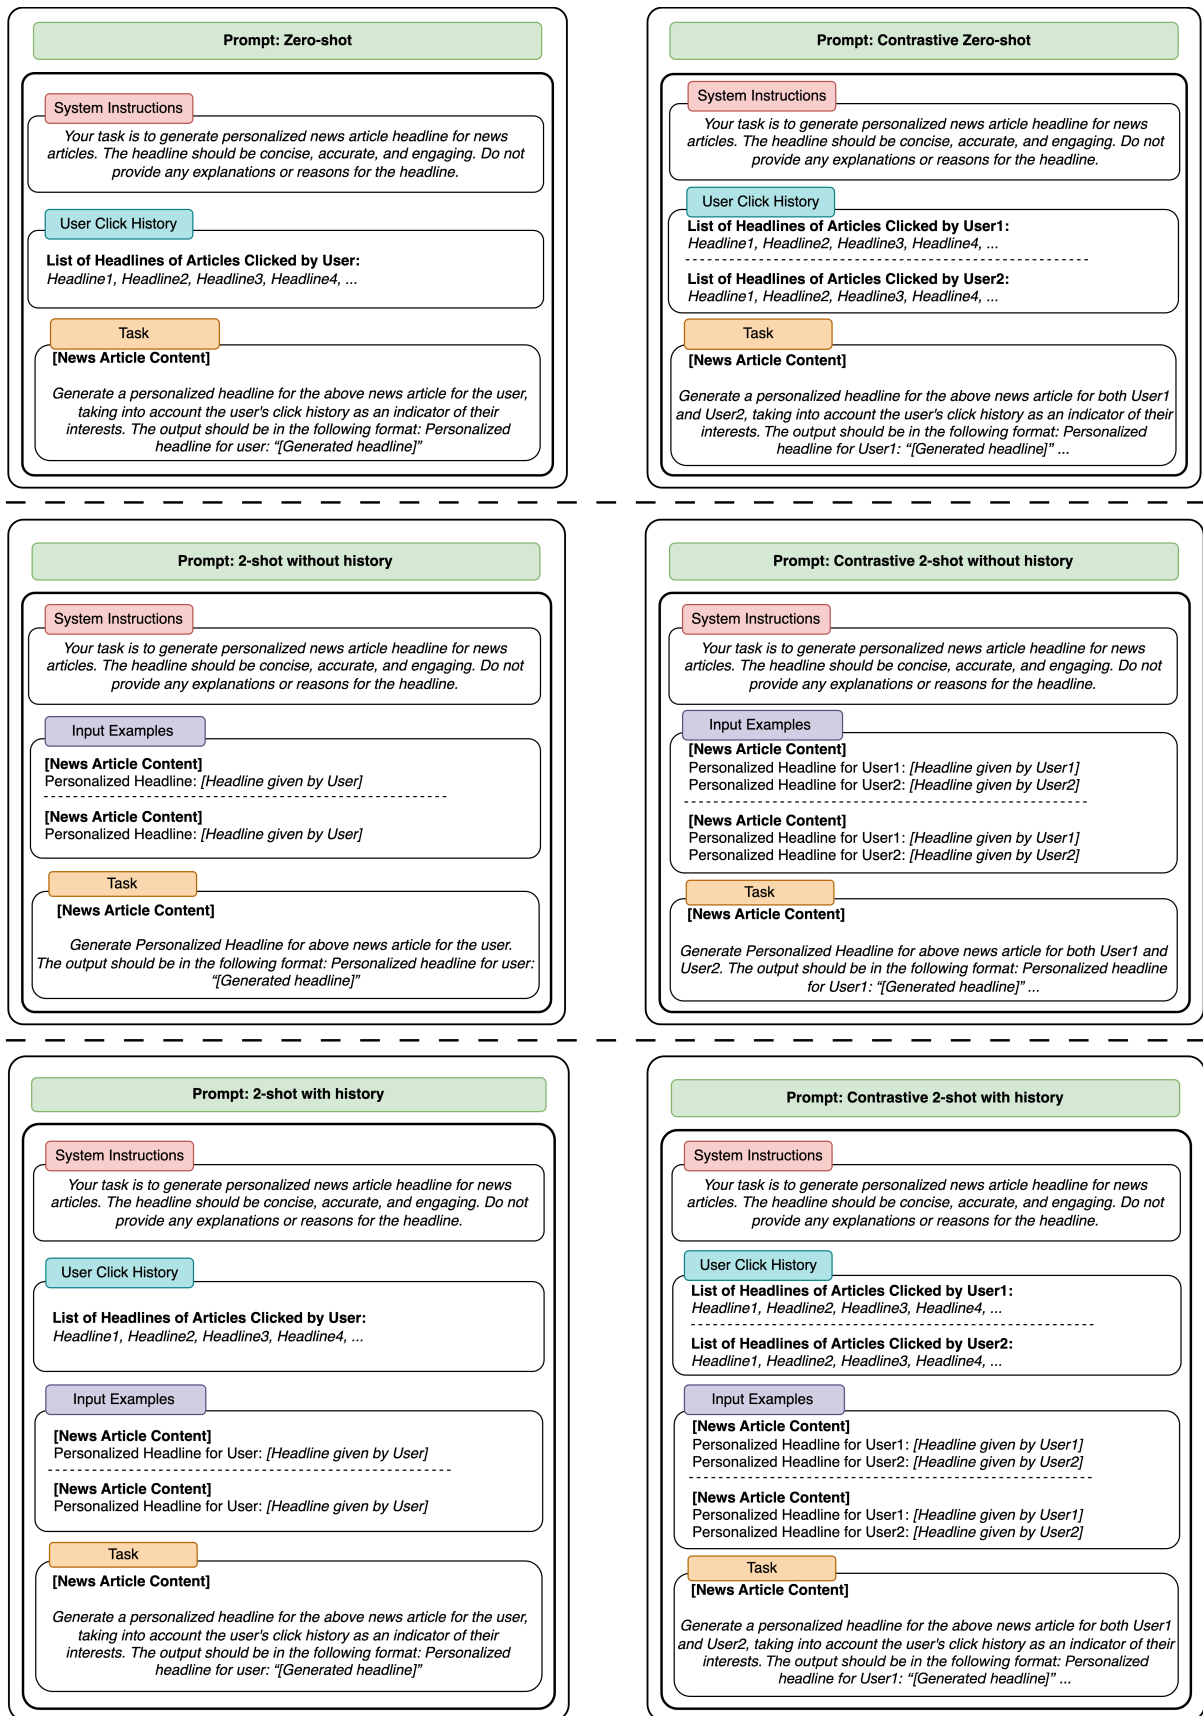 Prompt: Zero-shot
System Instructions
Your task is to generate personalized news article headline for news
articles. The headline should be concise, accurate, and engaging. Do not
provide any explanations or reasons for the headline.
User Click History
List of Headlines of Articles Clicked by User:
Headline1, Headline2, Headline3, Headline4, ...
Task
[News Article Content]
Generate a personalized headline for the above news article for the user,
taking into account the user's click history as an indicator of their
interests. The output should be in the following format: Personalized
headline for user: “[Generated headline]”
Prompt: Contrastive Zero-shot
System Instructions
Your task is to generate personalized news article headline for news
articles. The headline should be concise, accurate, and engaging. Do not
provide any explanations or reasons for the headline.
User Click History
List of Headlines of Articles Clicked by User1:
Headline1, Headline2, Headline3, Headline4, ...
List of Headlines of Articles Clicked by User2:
Headline1, Headline2, Headline3, Headline4, ...
Task
[News Article Content]
Generate a personalized headline for the above news article for both User1
and User2, taking into account the user's click history as an indicator of their
interests. The output should be in the following format: Personalized
headline for User1: “[Generated headline]” ...
Prompt: 2-shot without history
System Instructions
Your task is to generate personalized news article headline for news
articles. The headline should be concise, accurate, and engaging. Do not
provide any explanations or reasons for the headline.
Input Examples
[News Article Content]
Personalized Headline: [Headline given by User]
[News Article Content]
Personalized Headline: [Headline given by User]
Task
[News Article Content]
Generate Personalized Headline for above news article for the user.
The output should be in the following format: Personalized headline for user:
“[Generated headline]”
Prompt: Contrastive 2-shot without history
System Instructions
Your task is to generate personalized news article headline for news
articles. The headline should be concise, accurate, and engaging. Do not
provide any explanations or reasons for the headline.
Input Examples
[News Article Content]
Personalized Headline for User1: [Headline given by User1]
Personalized Headline for User2: [Headline given by User2]
[News Article Content]
Personalized Headline for User1: [Headline given by User1]
Personalized Headline for User2: [Headline given by User2]
Task
[News Article Content]
Generate Personalized Headline for above news article for both User1 and
User2. The output should be in the following format: Personalized headline
for User1: “[Generated headline]” ...
Prompt: 2-shot with history
System Instructions
Your task is to generate personalized news article headline for news
articles. The headline should be concise, accurate, and engaging. Do not
provide any explanations or reasons for the headline.
User Click History
List of Headlines of Articles Clicked by User:
Headline1, Headline2, Headline3, Headline4, ...
Input Examples
[News Article Content]
Personalized Headline for User: [Headline given by User]
[News Article Content]
Personalized Headline for User: [Headline given by User]
Task
[News Article Content]
Generate a personalized headline for the above news article for the user,
taking into account the user's click history as an indicator of their
interests. The output should be in the following format: Personalized
headline for user: “[Generated headline]”
Prompt: Contrastive 2-shot with history
System Instructions
Your task is to generate personalized news article headline for news
articles. The headline should be concise, accurate, and engaging. Do not
provide any explanations or reasons for the headline.
User Click History
List of Headlines of Articles Clicked by User1:
Headline1, Headline2, Headline3, Headline4, ...
List of Headlines of Articles Clicked by User2:
Headline1, Headline2, Headline3, Headline4, ...
Input Examples
[News Article Content]
Personalized Headline for User1: [Headline given by User1]
Personalized Headline for User2: [Headline given by User2]
[News Article Content]
Personalized Headline for User1: [Headline given by User1]
Personalized Headline for User2: [Headline given by User2]
Task
[News Article Content]
Generate a personalized headline for the above news article for both User1
and User2, taking into account the user's click history as an indicator of their
interests. The output should be in the following format: Personalized
headline for User1: “[Generated headline]” ...